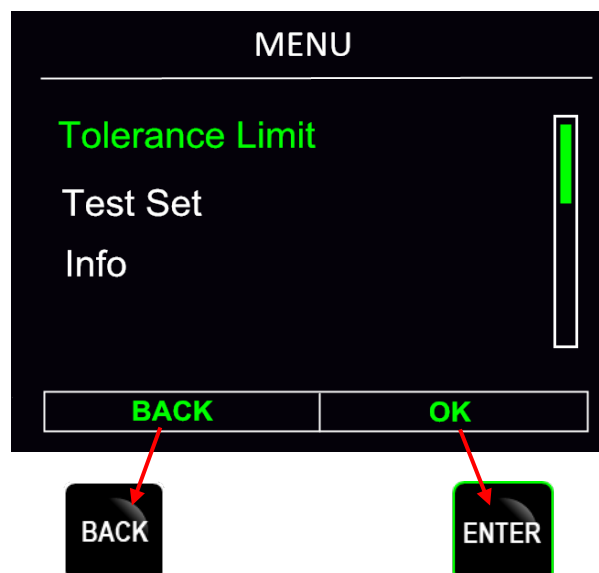 MENU
Tolerance Limit
Test Set
Info
BACK OK
BACK ENTER